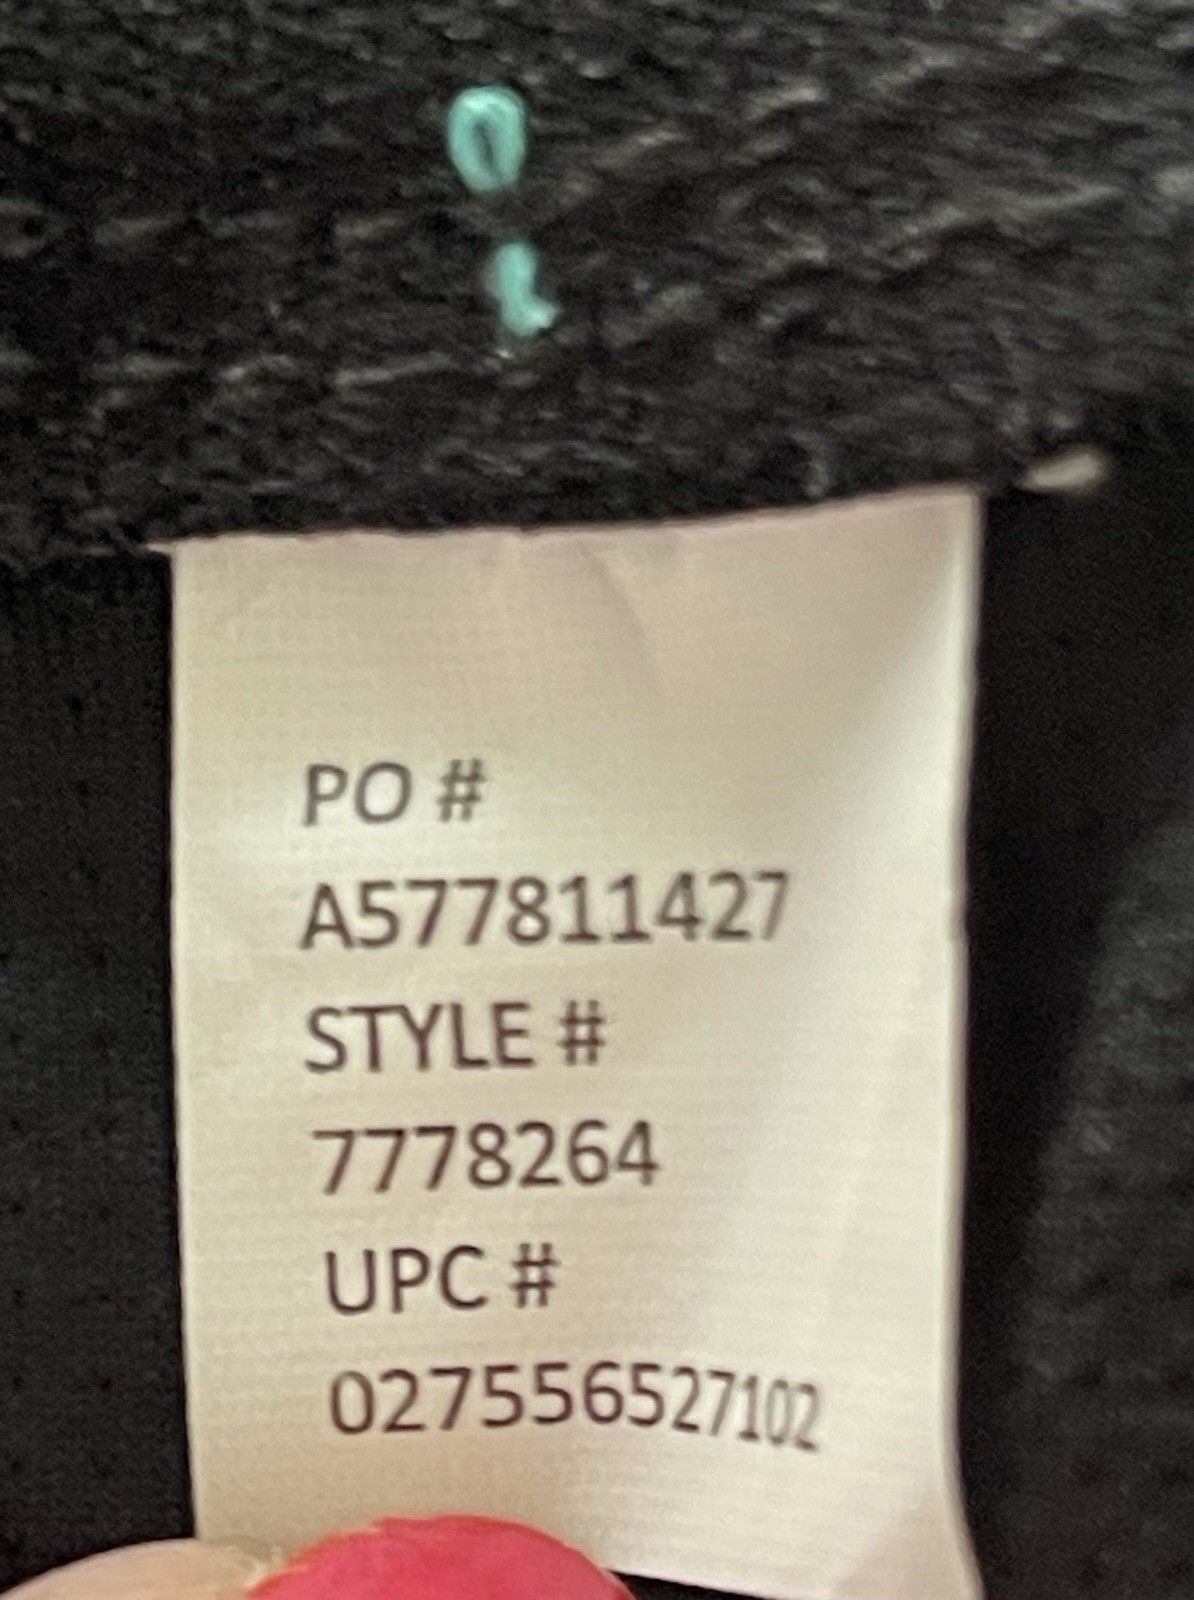 PO #
A577811427
STYLE #
7778264
UPC #
027556527102